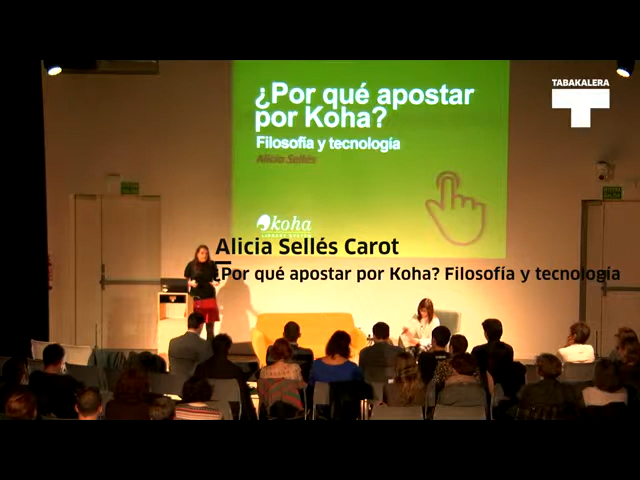 TABAKALERA
¿Por qué apostar
por Koha?
Filosofía y tecnología
Alicia Sellés
koha
Alicia Sellés Carot
¿Por qué apostar por Koha? Filosofía y tecnología